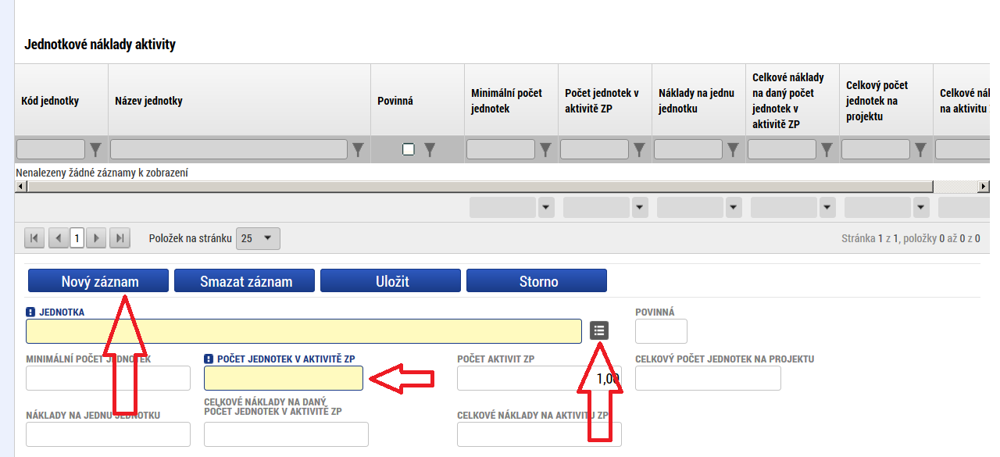 Jednotkové náklady aktivity
Kód jednotky
Název jednotky
Povinná
Minimální počet
jednotek
Počet jednotek v
aktivitě ZP
Náklady na jednu
jednotku
Celkové náklady
na daný počet
jednotek v
aktivitě ZP
Celkový počet
jednotek na
projektu
Celkové nákl
na aktivitu
Nenalezeny žádné záznamy k zobrazení
1
Položek na stránku 25
Stránka 1 z 1, položky 0 až 0 z 0
Nový záznam Smazat záznam Uložit Storno
JEDNOTKA
POVINNÁ
MINIMÁLNÍ POČET JEDNOTEK
POČET JEDNOTEK V AKTIVITĚ ZP
POČET AKTIVIT ZP
CELKOVÝ POČET JEDNOTEK NA PROJEKTU
1,00
NÁKLADY NA JEDNU JEDNOTKU
CELKOVÉ NÁKLADY NA DANÝ
POČET JEDNOTEK V AKTIVITĚ ZP
CELKOVÉ NÁKLADY NA AKTIVITU ZP